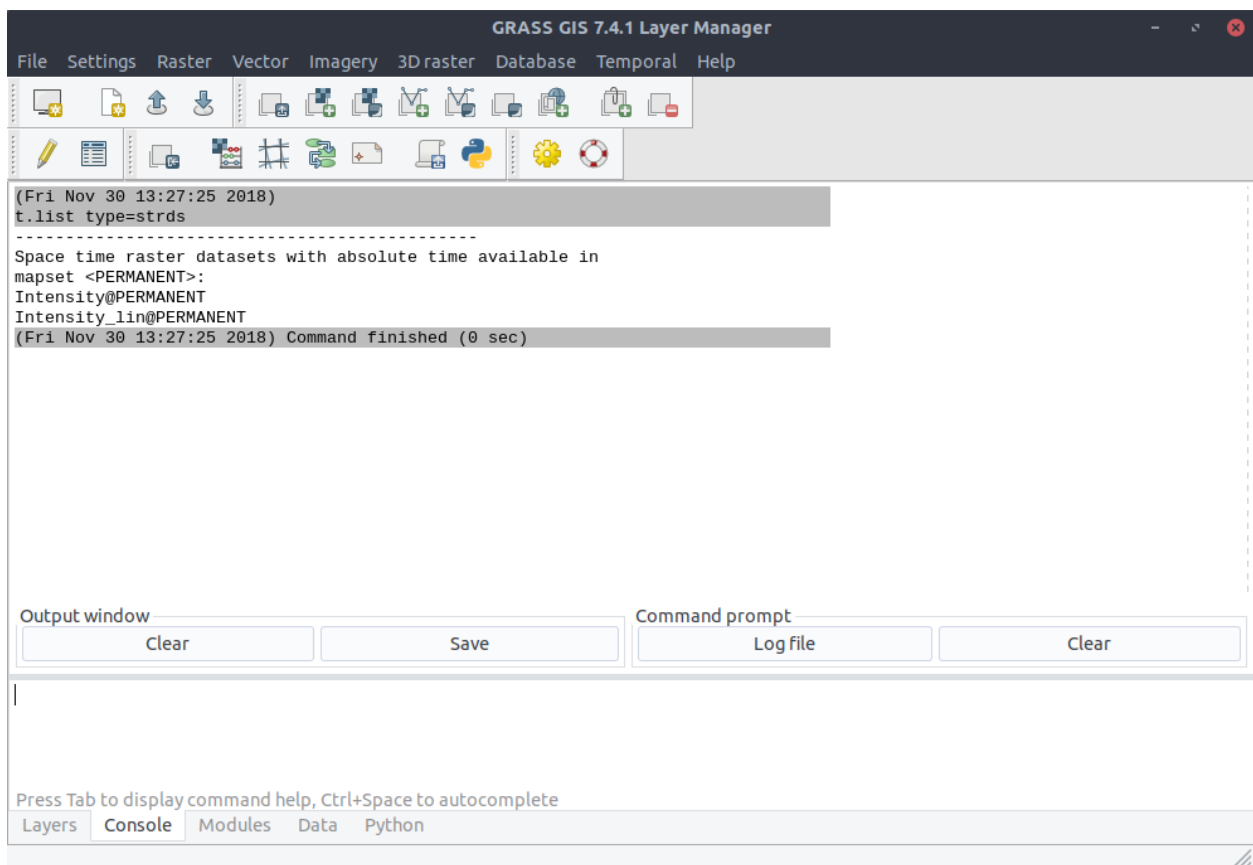 GRASS GIS 7.4.1 Layer Manager
File Settings Raster Vector Imagery 3D raster Database Temporal Help
(Fri Nov 30 13:27:25 2018)
t.list type=strds
----------------------------------------------
Space time raster datasets with absolute time available in
mapset <PERMANENT>:
Intensity@PERMANENT
Intensity_lin@PERMANENT
(Fri Nov 30 13:27:25 2018) Command finished (0 sec)
Output window Command prompt
Clear Save Log file Clear
Press Tab to display command help, Ctrl+Space to autocomplete
Layers Console Modules Data Python